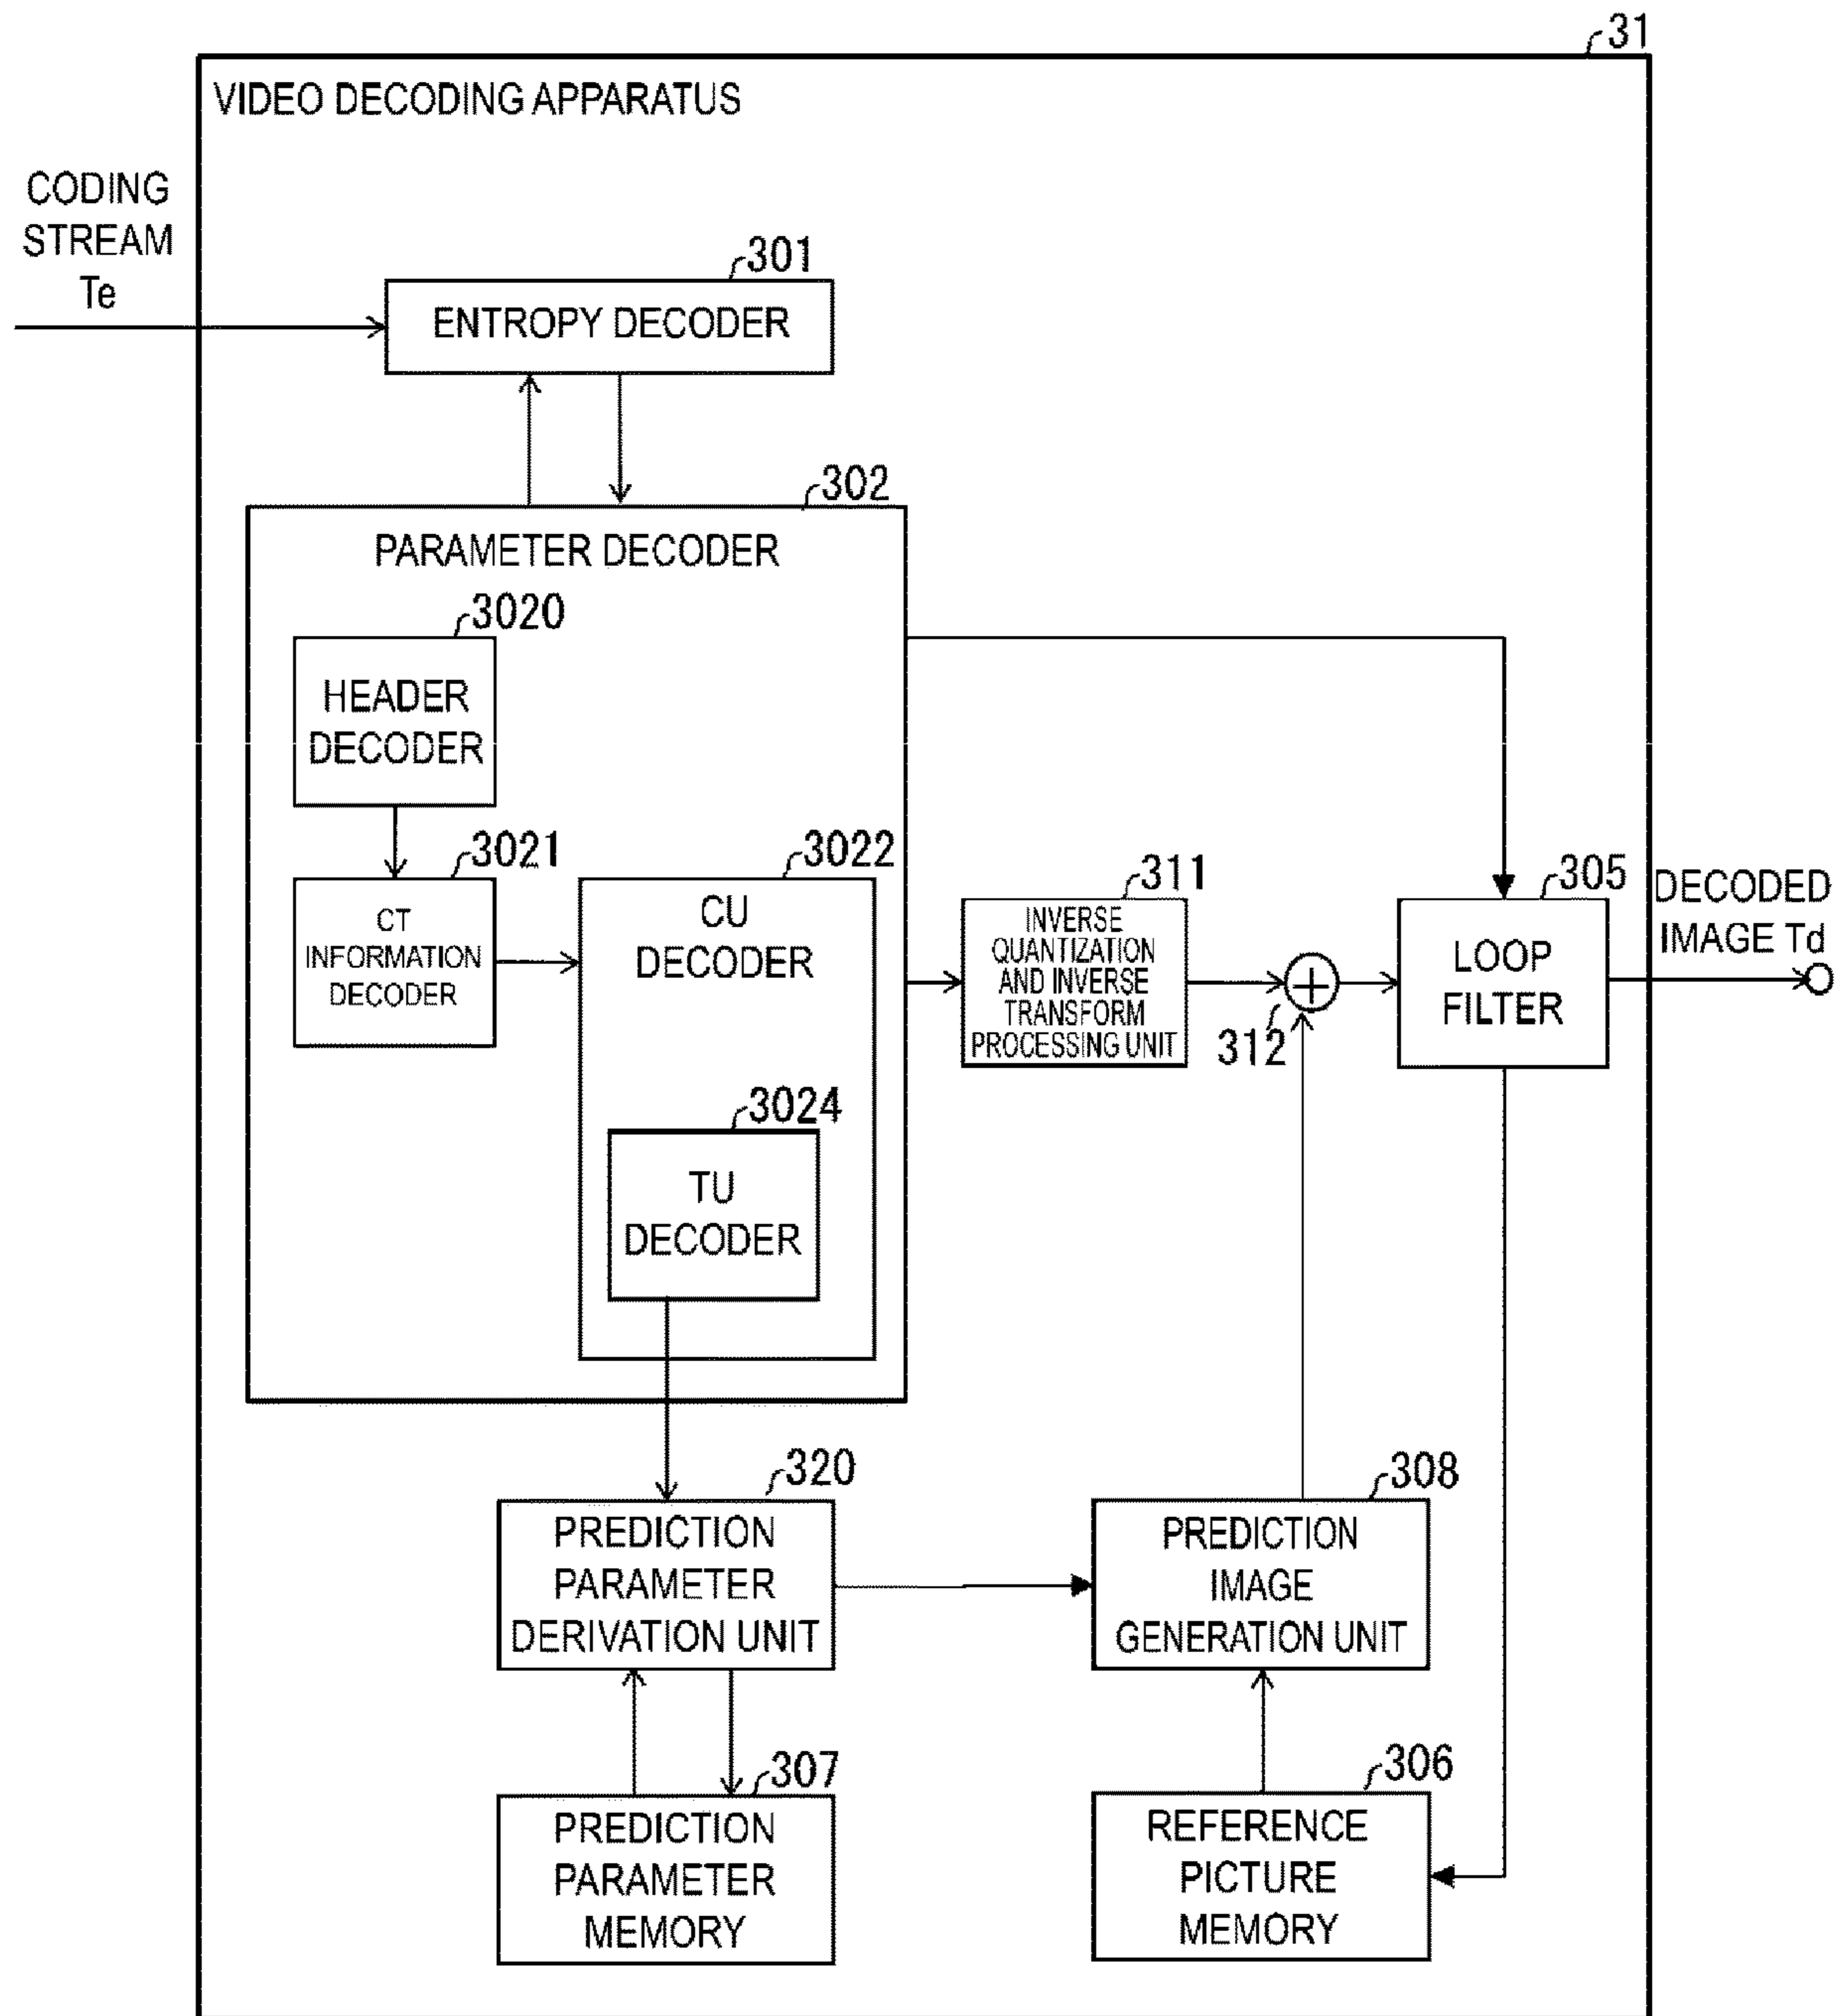 31
VIDEO DECODING APPARATUS
CODING
STREAM
Te
301
ENTROPY DECODER
302
PARAMETER DECODER
3020
HEADER
DECODER
3021
CT
INFORMATION
DECODER
3022
CU
DECODER
3024
TU
DECODER
311
INVERSE
QUANTIZATION
AND INVERSE
TRANSFORM
PROCESSING UNIT
312
305
LOOP
FILTER
DECODED
IMAGE Td
320
PREDICTION
PARAMETER
DERIVATION UNIT
308
PREDICTION
IMAGE
GENERATION UNIT
307
PREDICTION
PARAMETER
MEMORY
306
REFERENCE
PICTURE
MEMORY